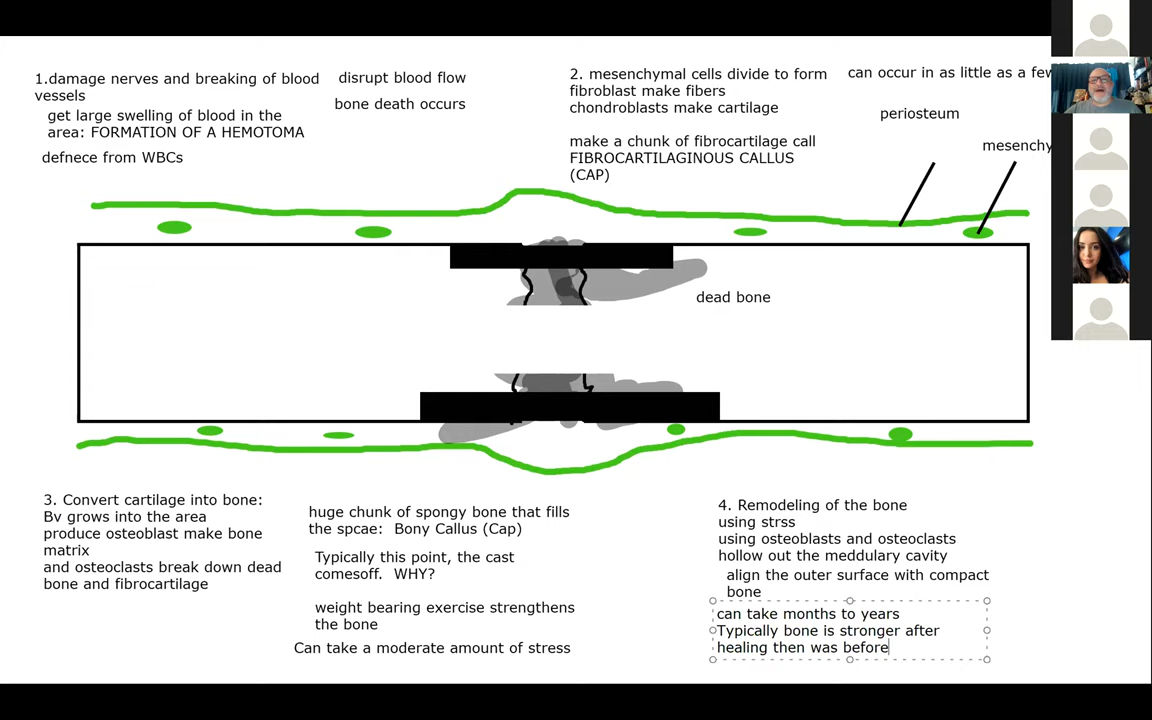 1.damage nerves and breaking of blood
vessels
get large swelling of blood in the
area: FORMATION OF A HEMOTOMA
defnece from WBCs
disrupt blood flow
bone death occurs
2. mesenchymal cells divide to form
fibroblast make fibers
chondroblasts make cartilage
make a chunk of fibrocartilage call
FIBROCARTILAGINOUS CALLUS
(CAP)
can occur in as little as a few
periosteum
mesenchy
dead bone
3. Convert cartilage into bone:
Bv grows into the area
produce osteoblast make bone
matrix
and osteoclasts break down dead
bone and fibrocartilage
huge chunk of spongy bone that fills
the spcae:  Bony Callus (Cap)
Typically this point, the cast
comesoff.  WHY?
weight bearing exercise strengthens
the bone
Can take a moderate amount of stress
4. Remodeling of the bone
using strss
using osteoblasts and osteoclasts
hollow out the meddulary cavity
align the outer surface with compact
bone
can take months to years
Typically bone is stronger after
healing then was before